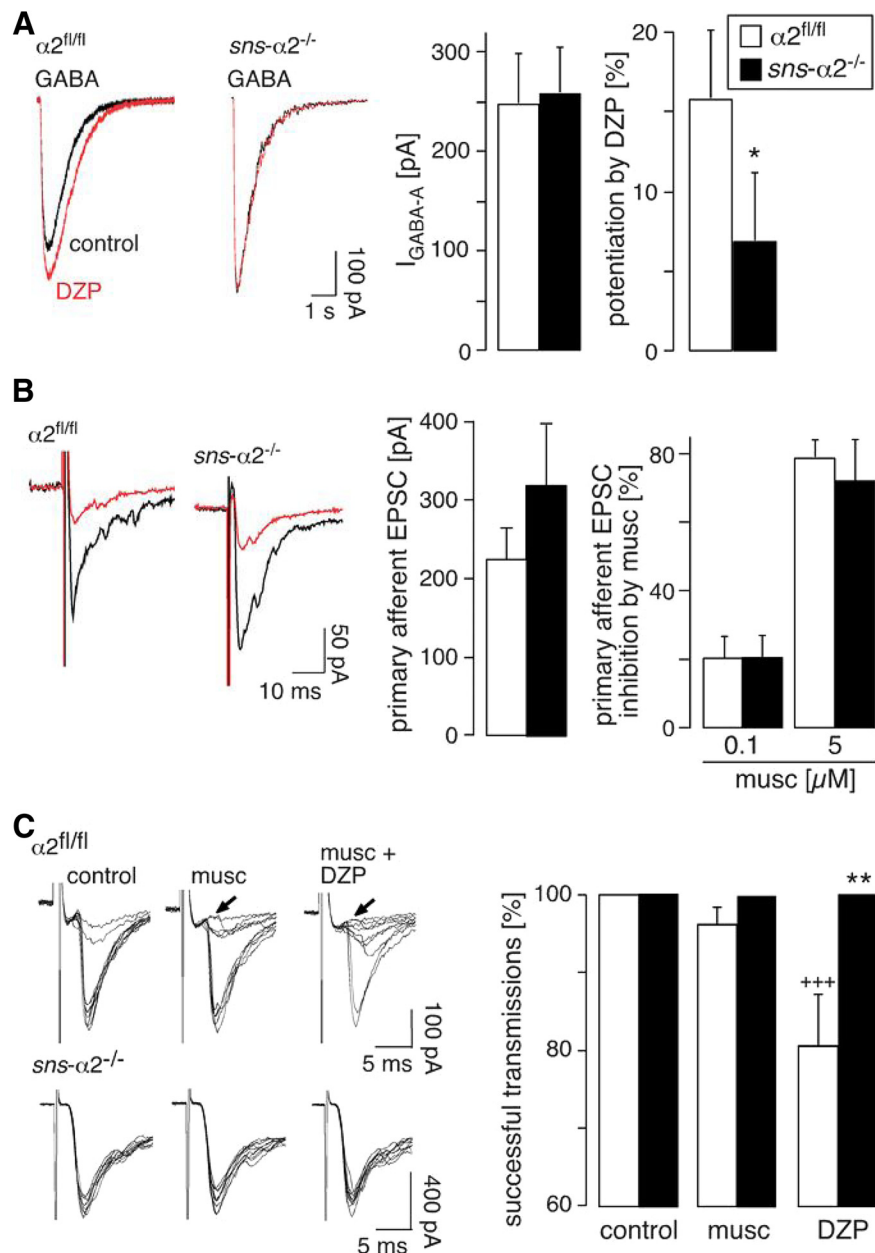 A
α2fl/fl
GABA
control
DZP
sns-α2-/-
GABA
100 pA
1 s
IGABA-A [pA]
300
200
100
0
potentiation by DZP [%]
20
10
0
*
α2fl/fl
sns-α2-/-
B
α2fl/fl
sns-α2-/-
50 pA
10 ms
primary afferent EPSC [pA]
400
300
200
100
0
primary afferent EPSC
inhibition by musc [%]
80
40
0
0.1
5
musc [µM]
C
α2fl/fl
control
musc
musc +
DZP
100 pA
5 ms
sns-α2-/-
400 pA
5 ms
successful transmissions [%]
100
80
60
+++
**
control
musc
DZP